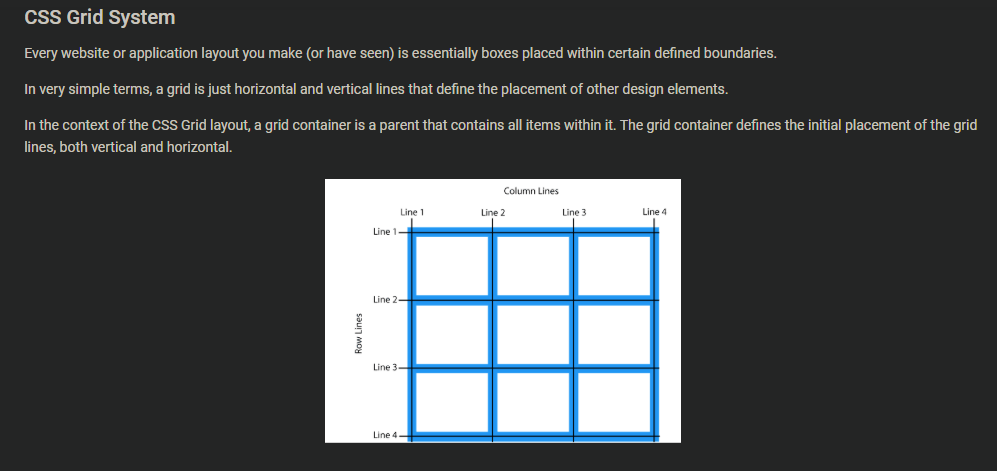 CSS Grid System
Every website or application layout you make (or have seen) is essentially boxes placed within certain defined boundaries.
In very simple terms, a grid is just horizontal and vertical lines that define the placement of other design elements.
In the context of the CSS Grid layout, a grid container is a parent that contains all items within it. The grid container defines the initial placement of the grid
lines, both vertical and horizontal.
Column Lines
Line 1 Line 2 Line 3 Line 4
Line 1
Line 2
Row Lines
Line 3
Line 4